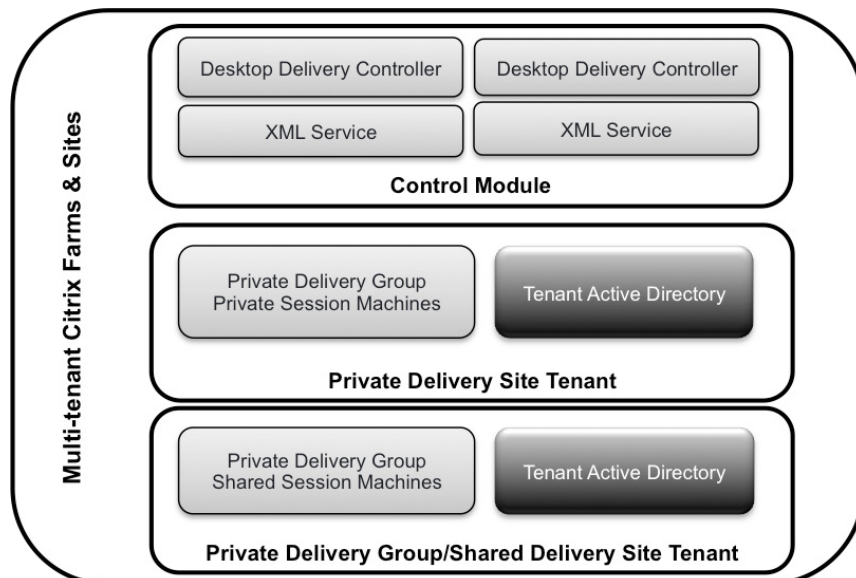 Multi-tenant Citrix Farms & Sites
Desktop Delivery Controller
Desktop Delivery Controller
XML Service
XML Service
Control Module
Private Delivery Group
Private Session Machines
Tenant Active Directory
Private Delivery Site Tenant
Private Delivery Group
Shared Session Machines
Tenant Active Directory
Private Delivery Group/Shared Delivery Site Tenant